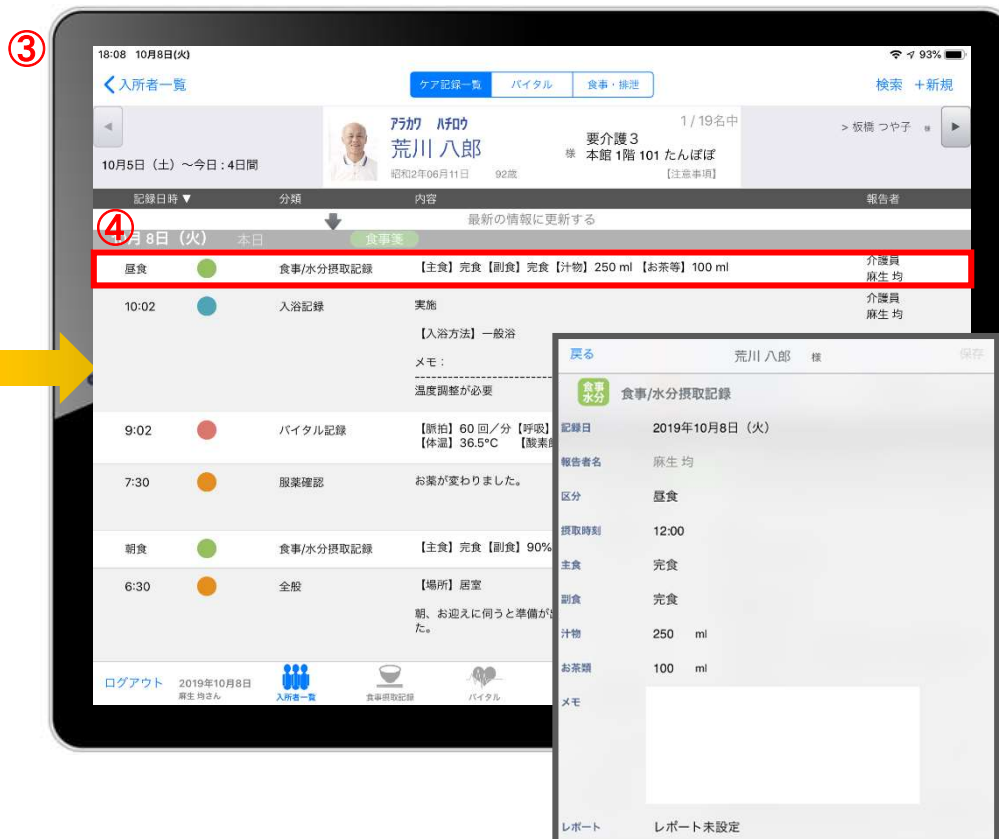 ③
18:08 10月8日(火)
93%
入所者一覧
ケア記録一覧 バイタル 食事・排泄
検索 +新規
アラカワ ハチロウ
荒川 八郎 様
昭和2年06月11日 92歳
1 / 19名中
要介護3
本館 1階 101 たんぽぽ
【注意事項】
> 板橋 つや子 様
10月5日(土)~今日:4日間
記録日時▼ 分類 内容 報告者
最新の情報に更新する
④
月 8日(火) 本日 食事箋
昼食 食事/水分摂取記録 【主食】完食【副食】完食【汁物】250 ml【お茶等】100 ml 介護員
麻生 均
10:02 入浴記録 実施 介護員
麻生 均
【入浴方法】一般浴
メモ:
--------------------
温度調整が必要
9:02 バイタル記録 【脈拍】60 回/分【呼吸】
【体温】36.5°C 【酸素
7:30 服薬確認 お薬が変わりました。
朝食 食事/水分摂取記録 【主食】完食【副食】90%
6:30 全般 【場所】居室
朝、お迎えに伺うと準備が
た。
ログアウト 2019年10月8日
麻生 均さん
入所者一覧 食事摂取記録 バイタル
戻る 荒川 八郎 様 保存
食事
水分
食事/水分摂取記録
記録日 2019年10月8日(火)
報告者名 麻生 均
区分 昼食
摂取時刻 12:00
主食 完食
副食 完食
汁物 250 ml
お茶類 100 ml
メモ
レポート レポート未設定